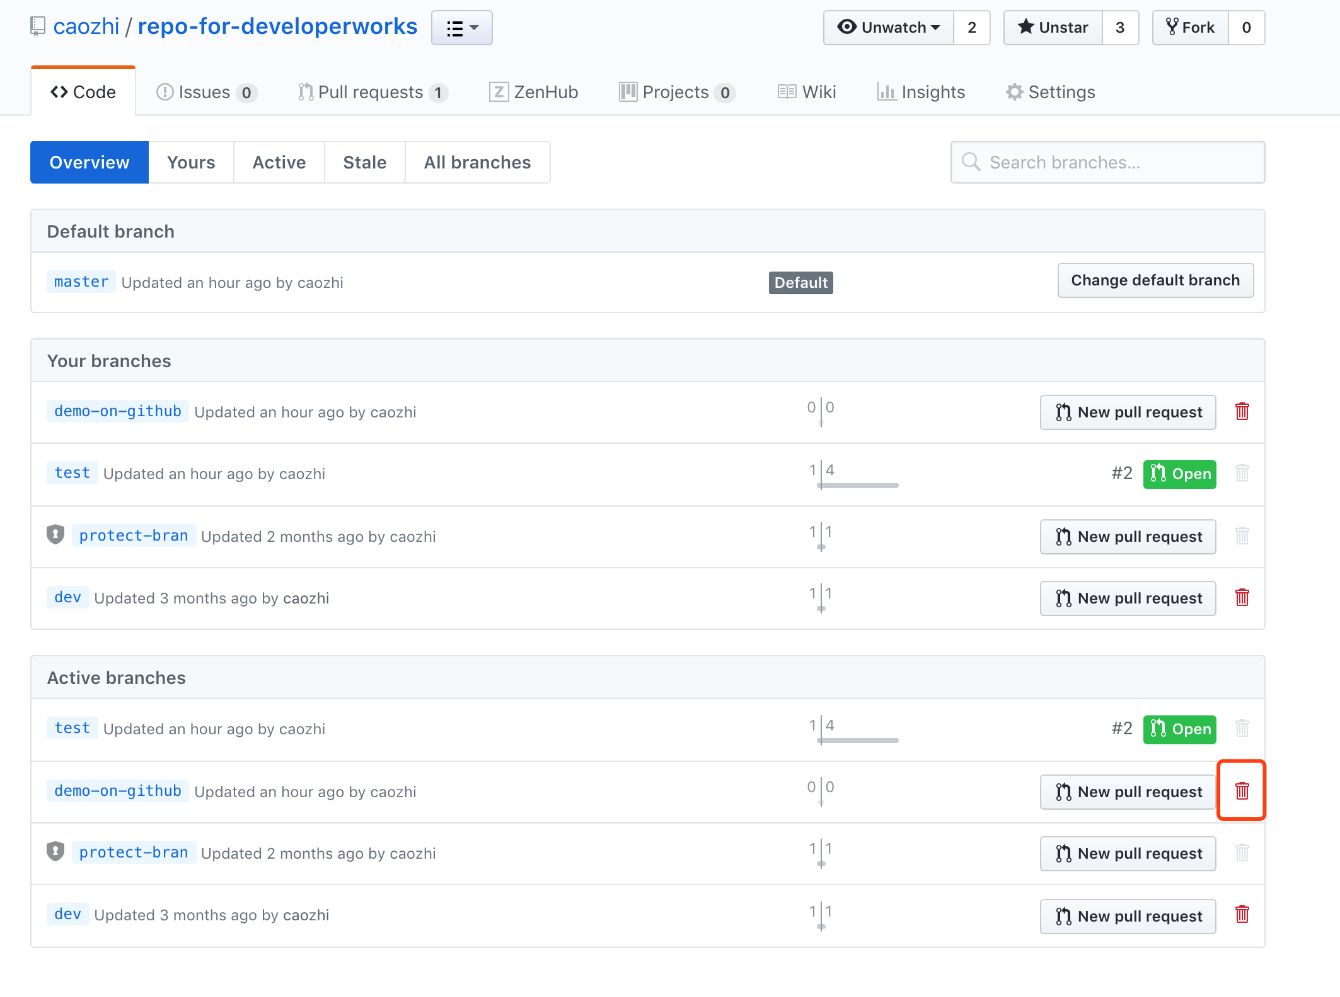 caozhi / repo-for-developerworks
Unwatch 2
Unstar 3
Fork 0
Code
Issues 0
Pull requests 1
Z ZenHub
Projects 0
Wiki
Insights
Settings
Overview
Yours
Active
Stale
All branches
Search branches...
Default branch
master Updated an hour ago by caozhi
Default
Change default branch
Your branches
demo-on-github Updated an hour ago by caozhi
0 0
New pull request
test Updated an hour ago by caozhi
1 4
#2 Open
protect-bran Updated 2 months ago by caozhi
1 1
New pull request
dev Updated 3 months ago by caozhi
1 1
New pull request
Active branches
test Updated an hour ago by caozhi
1 4
#2 Open
demo-on-github Updated an hour ago by caozhi
0 0
New pull request
protect-bran Updated 2 months ago by caozhi
1 1
New pull request
dev Updated 3 months ago by caozhi
1 1
New pull request